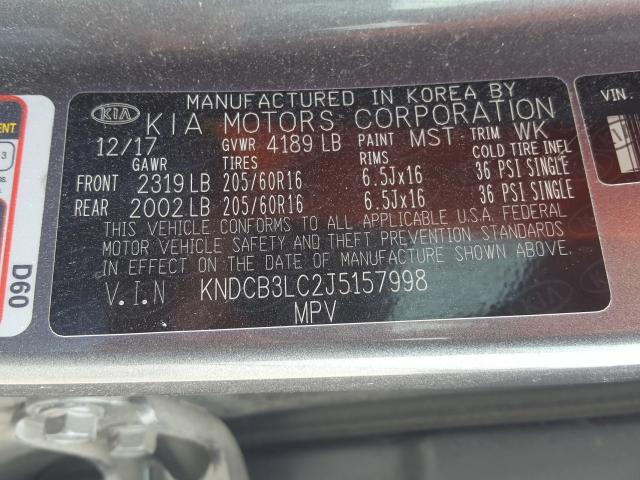 MANUFACTURED IN KOREA BY
KIA KIA MOTORS CORPORATION
12/17 GVWR 4189 LB PAINT MST TRIM WK
GAWR TIRES RIMS COLD TIRE INFL
FRONT 2319 LB 205/60R16 6.5Jx16 36 PSI SINGLE
REAR 2002 LB 205/60R16 6.5Jx16 36 PSI SINGLE
THIS VEHICLE CONFORMS TO ALL APPLICABLE U.S.A. FEDERAL
MOTOR VEHICLE SAFETY AND THEFT PREVENTION STANDARDS
IN EFFECT ON THE DATE OF MANUFACTURE SHOWN ABOVE.
V.I.N KNDCB3LC2J5157998
MPV
D60
3
VIN